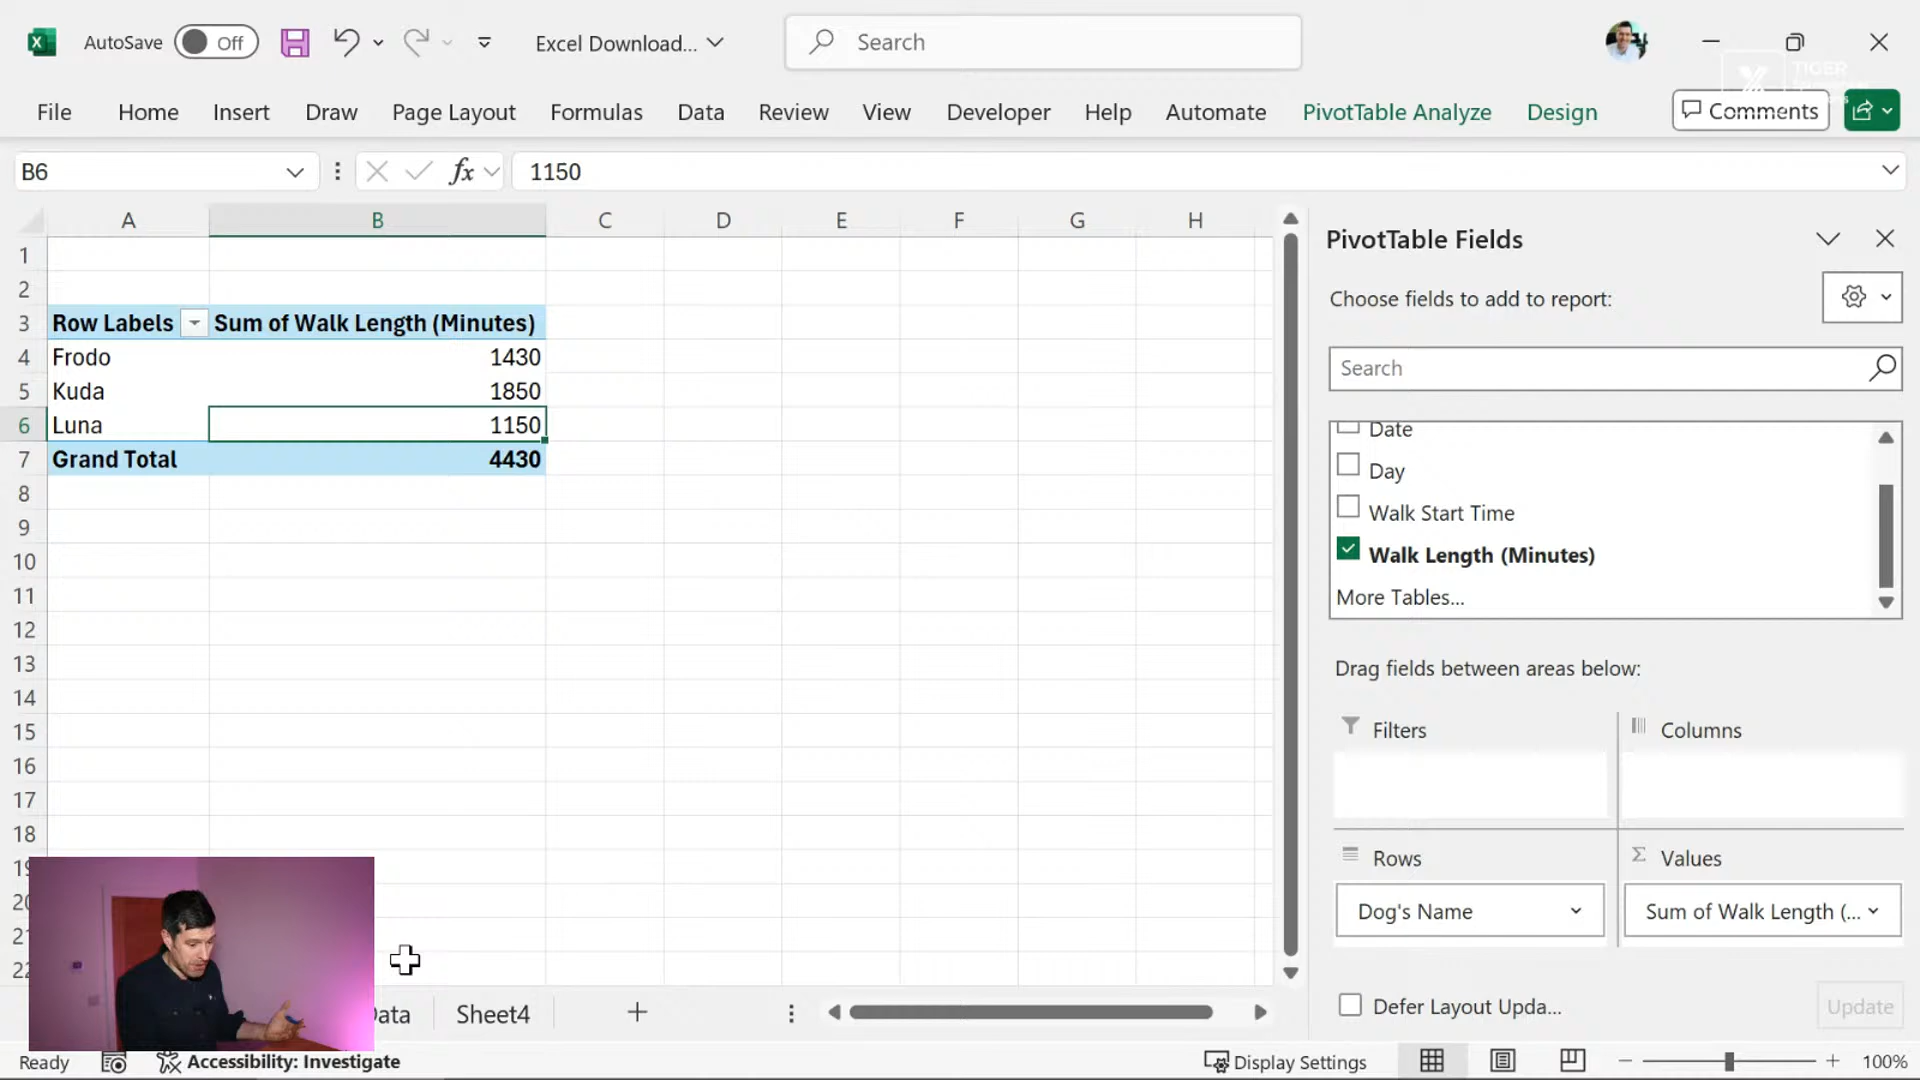 AutoSave Off Excel Download... Search
TIGER
File Home Insert Draw Page Layout Formulas Data Review View Developer Help Automate PivotTable Analyze Design Comments
B6 fx 1150
A B C D E F G H
1
2
3 Row Labels Sum of Walk Length (Minutes)
4 Frodo 1430
5 Kuda 1850
6 Luna 1150
7 Grand Total 4430
8
9
10
11
12
13
14
15
16
17
18
PivotTable Fields
Choose fields to add to report:
Search
Date
Day
Walk Start Time
Walk Length (Minutes)
More Tables...
Drag fields between areas below:
Filters Columns
Rows Values
Dog's Name Sum of Walk Length (...
Defer Layout Upda... Update
Sheet4
Ready Accessibility: Investigate Display Settings 100%